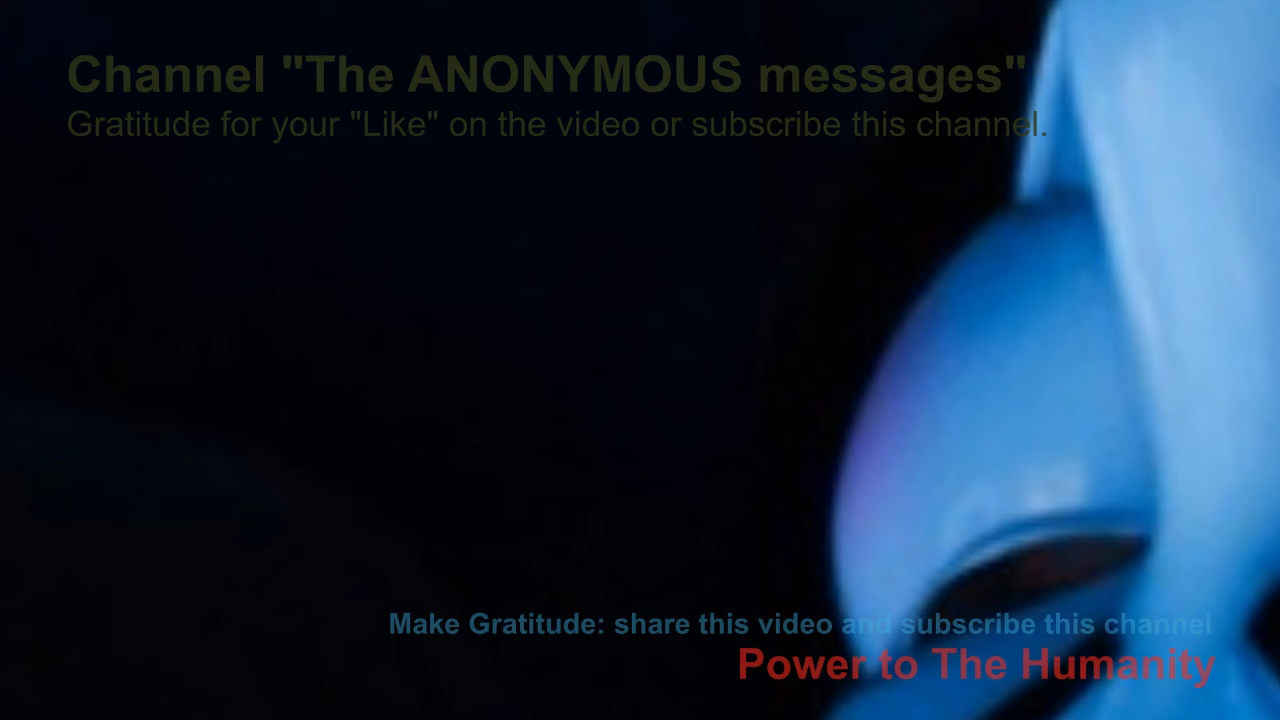 Channel "The ANONYMOUS messages"
Gratitude for your "Like" on the video or subscribe this channel.
Make Gratitude: share this video and subscribe this channel
Power to The Humanity